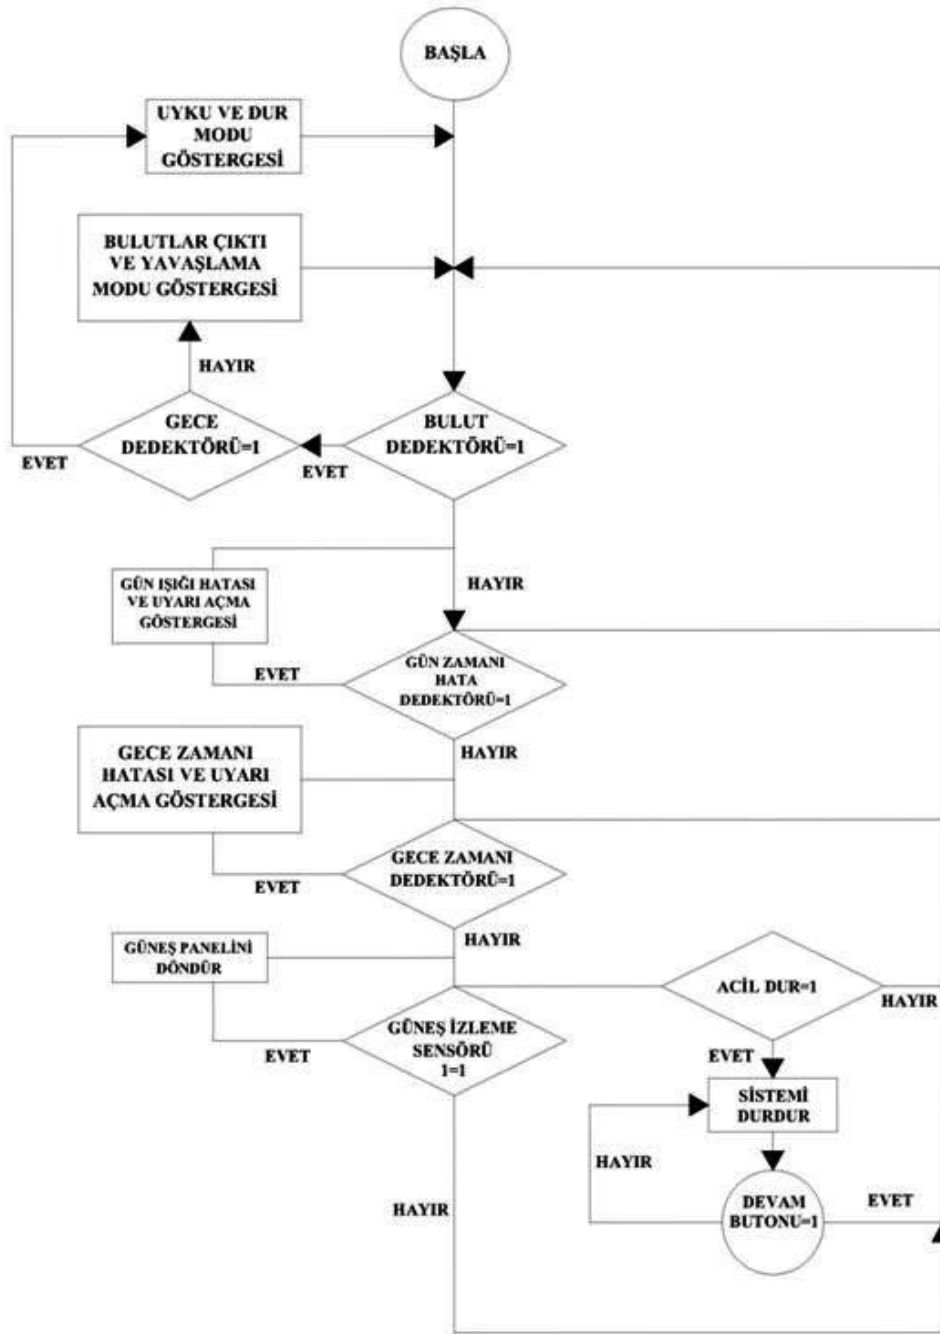 BAŞLA
UYKU VE DUR
MODU
GÖSTERGESİ
BULUTLAR ÇIKTI
VE YAVAŞLAMA
MODU GÖSTERGESİ
HAYIR
GECE
DEDEKTÖRÜ=1
EVET
EVET
BULUT
DEDEKTÖRÜ=1
HAYIR
GÜN IŞIĞI HATASI
VE UYARI AÇMA
GÖSTERGESİ
EVET
GÜN ZAMANI
HATA
DEDEKTÖRÜ=1
HAYIR
GECE ZAMANI
HATASI VE UYARI
AÇMA GÖSTERGESİ
EVET
GECE ZAMANI
DEDEKTÖRÜ=1
HAYIR
GÜNEŞ PANELİNİ
DÖNDÜR
EVET
GÜNEŞ İZLEME
SENSÖRÜ
1=1
HAYIR
ACİL DUR=1
HAYIR
EVET
SİSTEMİ
DURDUR
HAYIR
DEVAM
BUTONU=1
EVET